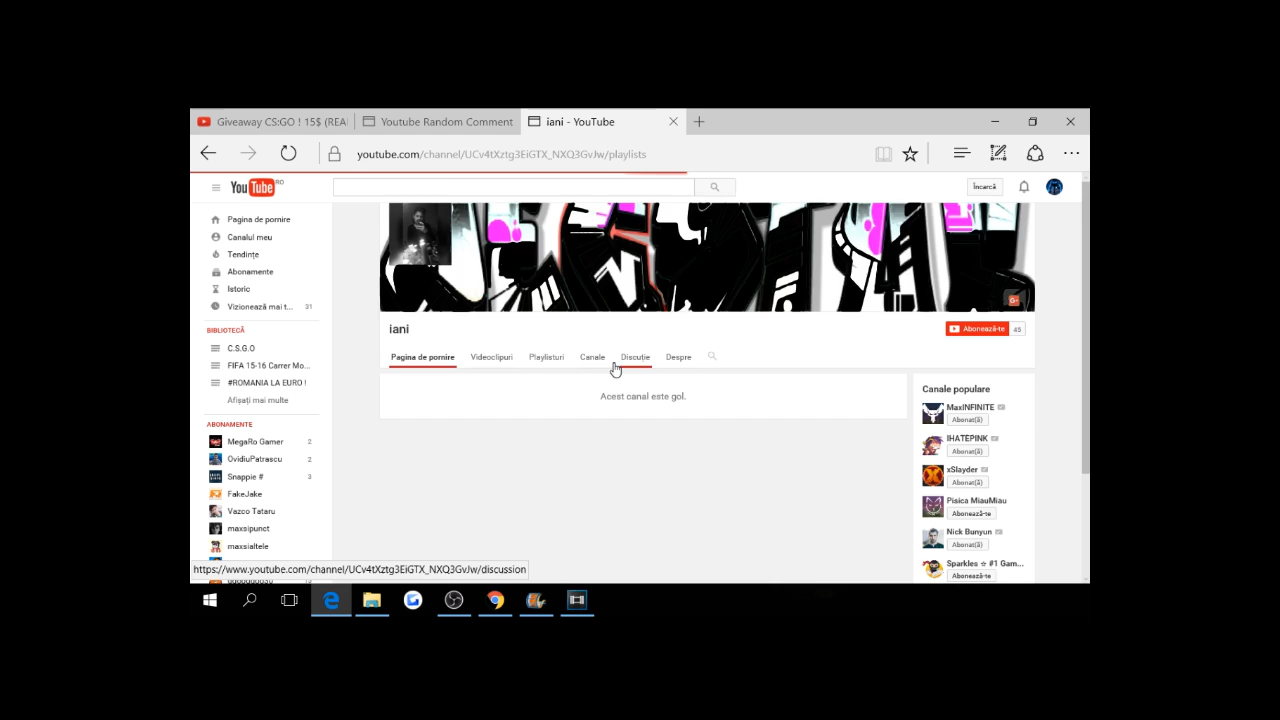 Giveaway CS:GO ! 15$ (REA
Youtube Random Comment
iani - YouTube
youtube.com/channel/UCv4tXztg3EiGTX_NXQ3GvJw/playlists
YouTube RO
Încarcă
Pagina de pornire
Canalul meu
Tendințe
Abonamente
Istoric
Vizionează mai t... 31
BIBLIOTECĂ
C.S.G.O
FIFA 15-16 Carrer Mo...
#ROMANIA LA EURO !
Afișați mai multe
ABONAMENTE
MegaRo Gamer 2
OvidiuPatrascu 2
Snappie # 3
FakeJake
Vazco Tataru
maxsipunct
maxsialtele
iani
Abonează-te 45
Pagina de pornire Videoclipuri Playlisturi Canale Discuție Despre
Acest canal este gol.
G+
Canale populare
MaxINFINITE
Abonat(ă)
IHATEPINK
Abonat(ă)
xSlayder
Abonat(ă)
Pisica MiauMiau
Abonează-te
Nick Bunyun
Abonat(ă)
Sparkles ☆ #1 Gam...
Abonează-te
https://www.youtube.com/channel/UCv4tXztg3EiGTX_NXQ3GvJw/discussion